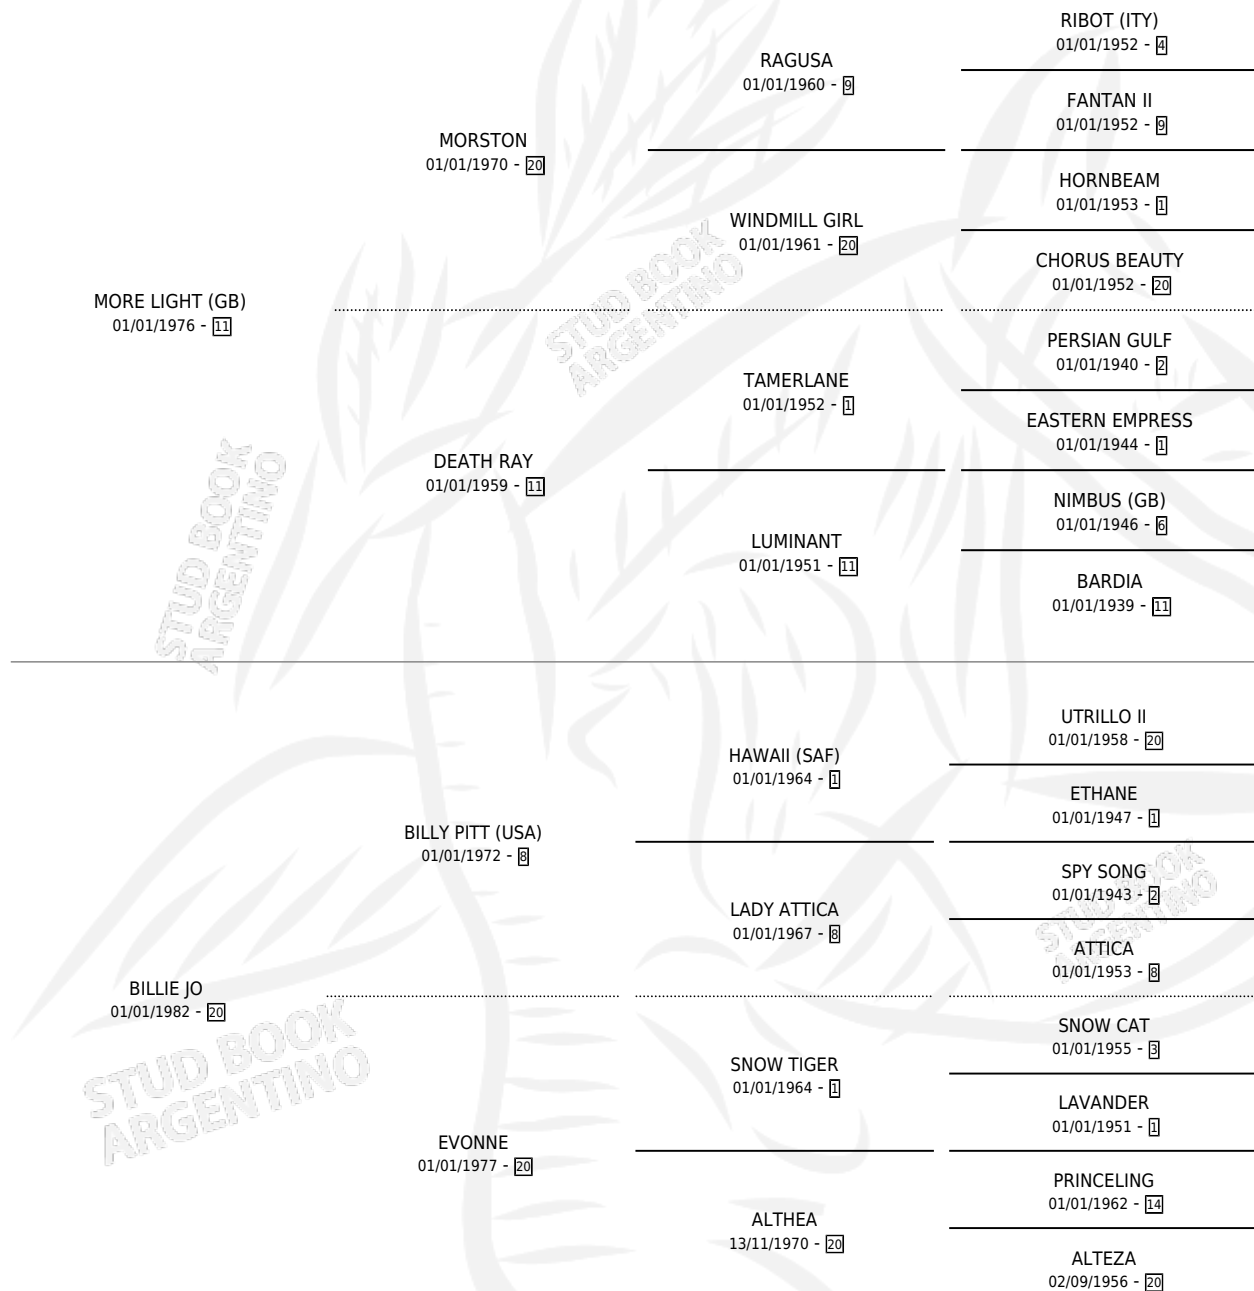 RIBOT (ITY)
01/01/1952 - 4
RAGUSA
01/01/1960 - 9
FANTAN II
01/01/1952 - 9
MORSTON
01/01/1970 - 20
HORNBEAM
01/01/1953 - 1
WINDMILL GIRL
01/01/1961 - 20
CHORUS BEAUTY
01/01/1952 - 20
MORE LIGHT (GB)
01/01/1976 - 11
PERSIAN GULF
01/01/1940 - 2
TAMERLANE
01/01/1952 - 1
EASTERN EMPRESS
01/01/1944 - 1
DEATH RAY
01/01/1959 - 11
NIMBUS (GB)
01/01/1946 - 6
LUMINANT
01/01/1951 - 11
BARDIA
01/01/1939 - 11
UTRILLO II
01/01/1958 - 20
HAWAII (SAF)
01/01/1964 - 1
ETHANE
01/01/1947 - 1
BILLY PITT (USA)
01/01/1972 - 8
SPY SONG
01/01/1943 - 2
LADY ATTICA
01/01/1967 - 8
ATTICA
01/01/1953 - 8
BILLIE JO
01/01/1982 - 20
SNOW CAT
01/01/1955 - 3
SNOW TIGER
01/01/1964 - 1
LAVANDER
01/01/1951 - 1
EVONNE
01/01/1977 - 20
PRINCELING
01/01/1962 - 14
ALTHEA
13/11/1970 - 20
ALTEZA
02/09/1956 - 20
STUD BOOK
ARGENTINO
STUD BOOK
ARGENTINO
STUD BOOK
ARGENTINO
STUD BOOK
ARGENTINO